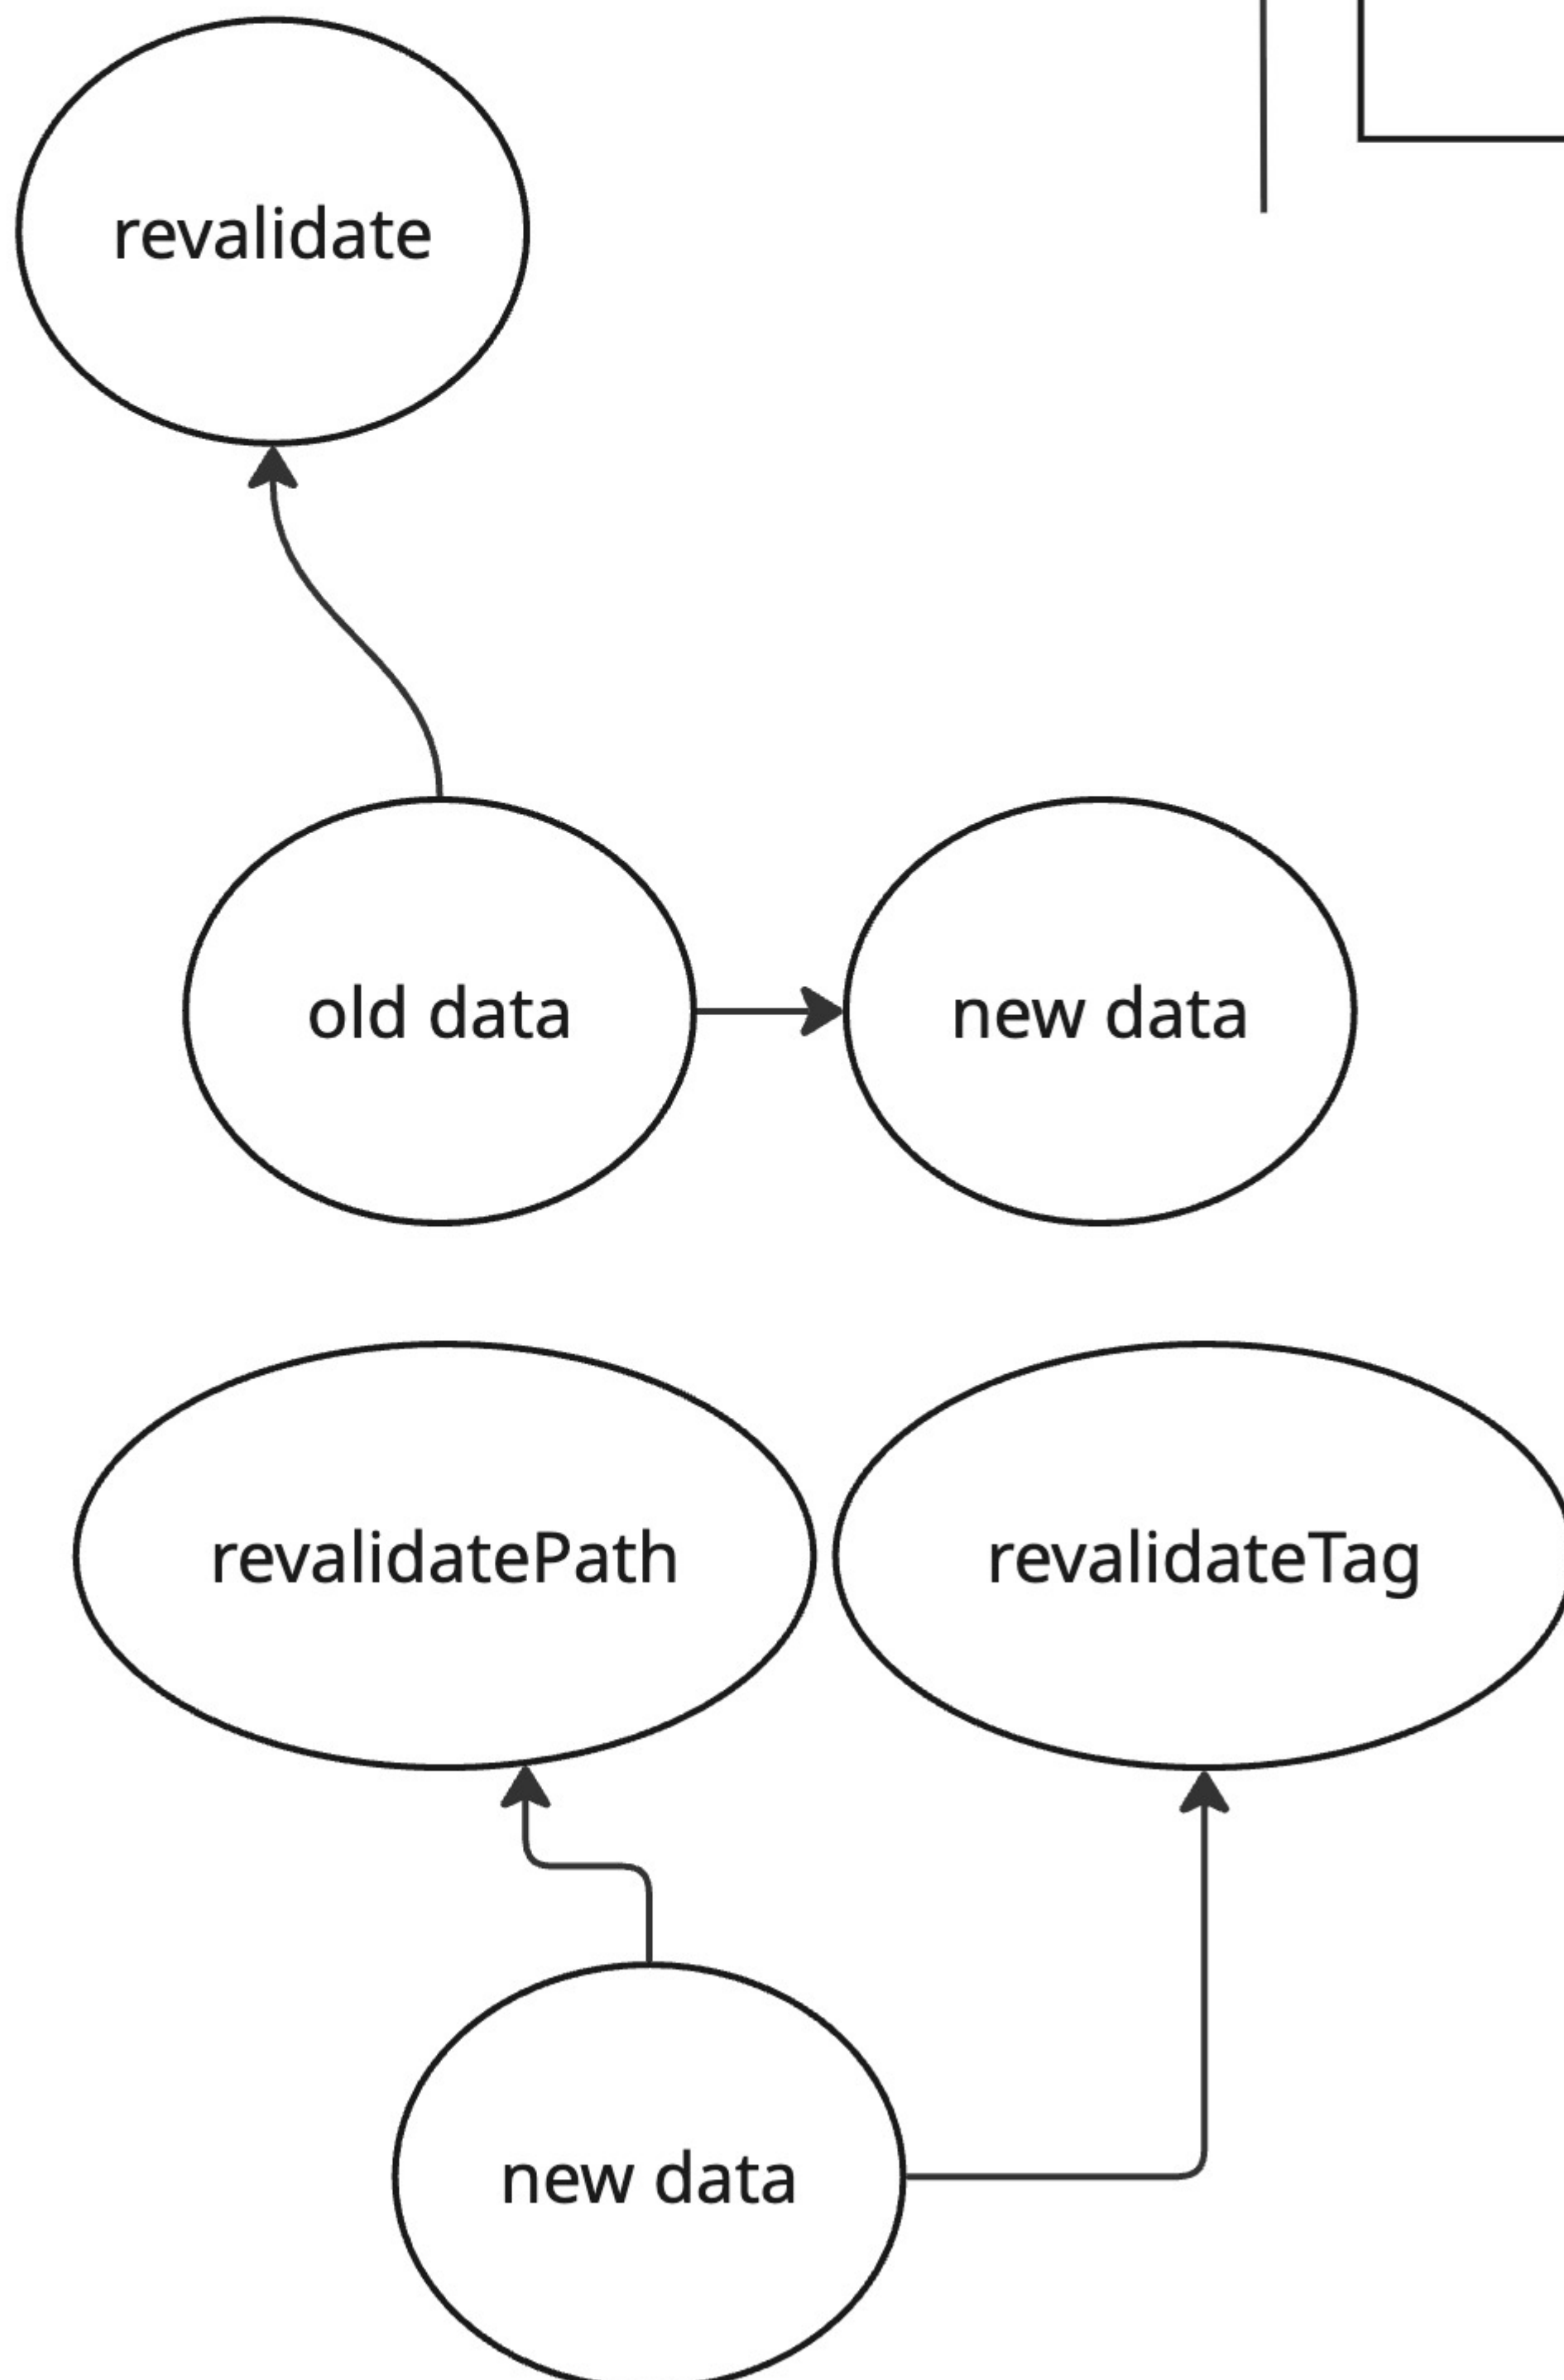 revalidate
old data
new data
revalidatePath
revalidateTag
new data